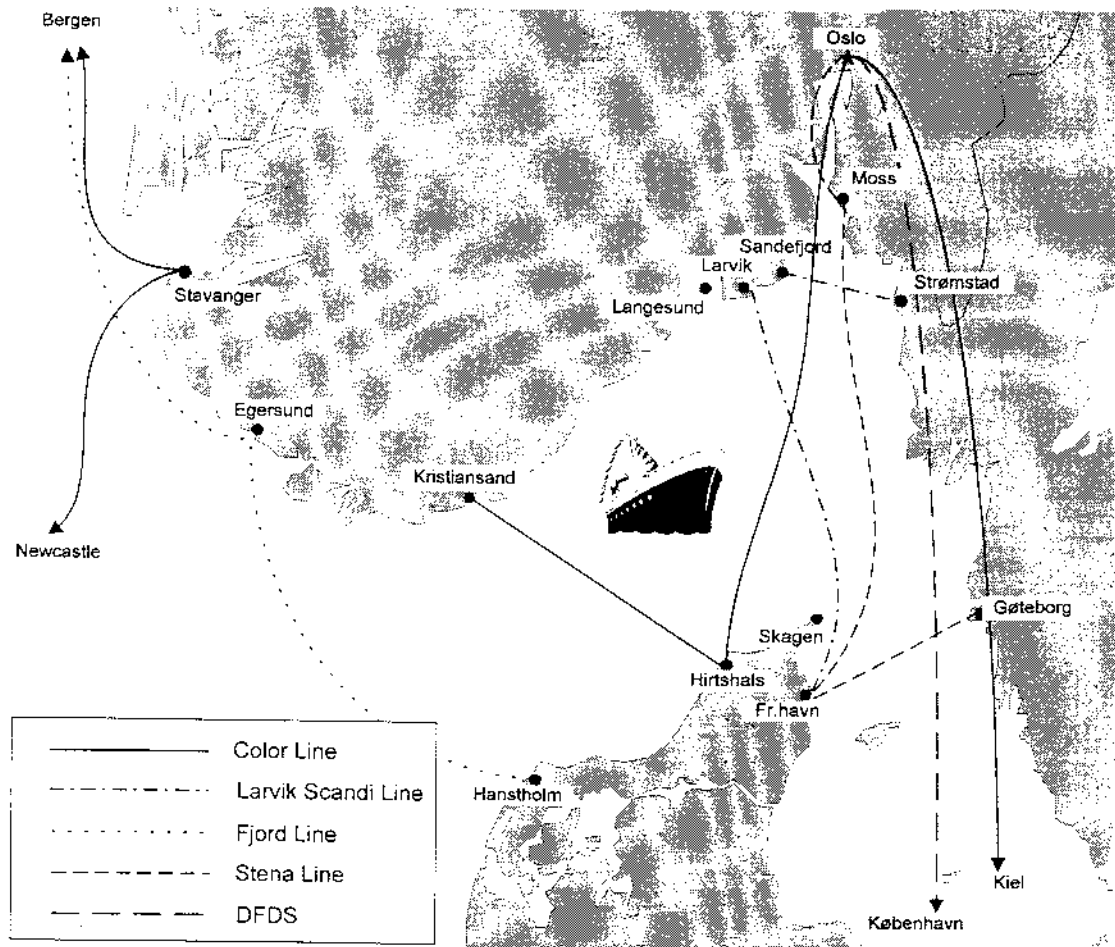 Bergen
Oslo
Moss
Sandefjord
Larvik
Strømstad
Stavanger
Langesund
Egersund
Kristiansand
Newcastle
Gøteborg
Skagen
Hirtshals
Fr.havn
Color Line
Larvik Scandi Line
Hanstholm
Fjord Line
Stena Line
Kiel
DFDS
København